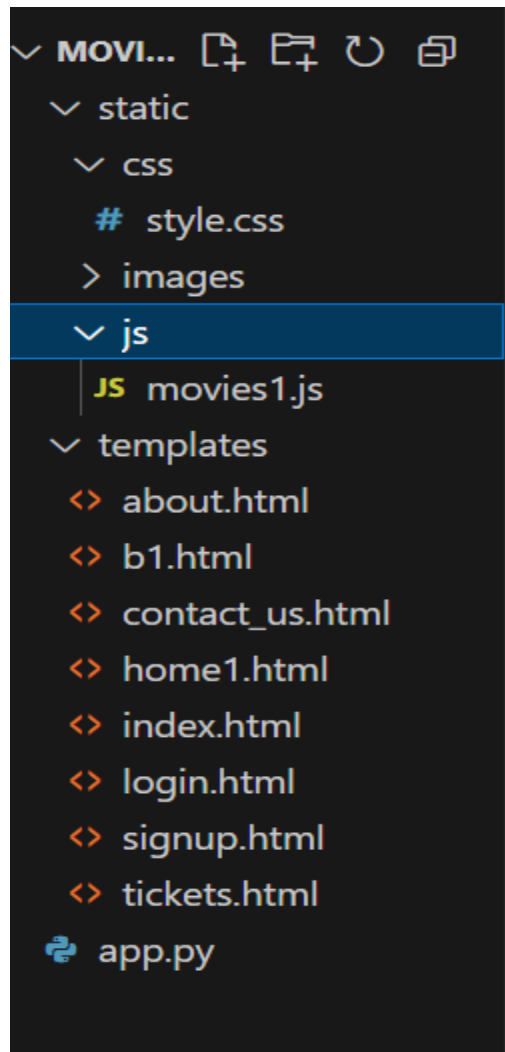 MOVI...
static
css
# style.css
images
js
JS movies1.js
templates
<> about.html
<> b1.html
<> contact_us.html
<> home1.html
<> index.html
<> login.html
<> signup.html
<> tickets.html
app.py